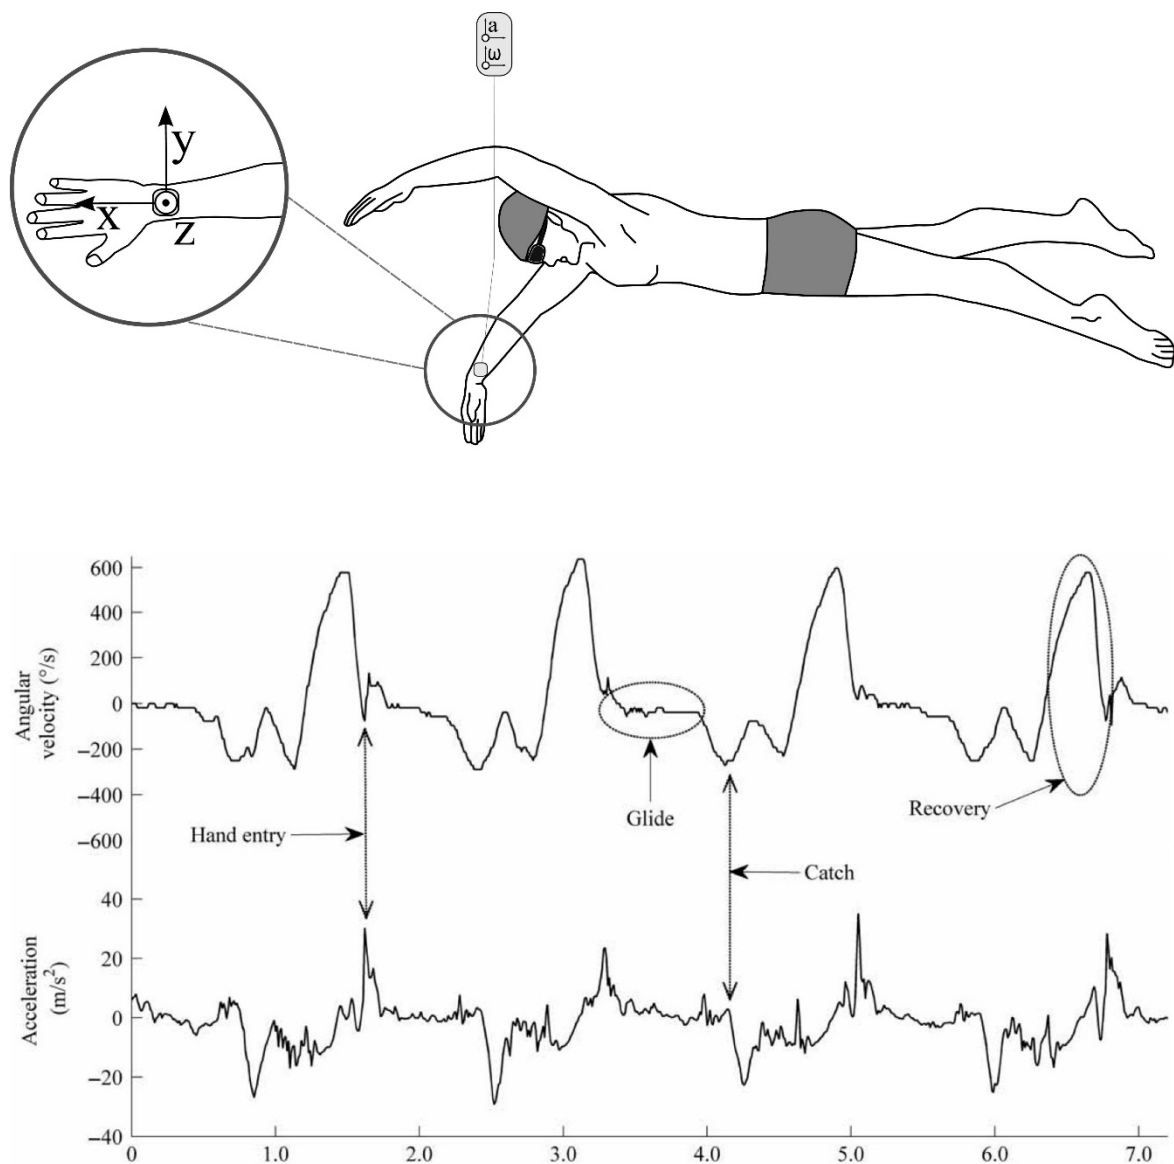 a
ω
y
x
z
600
400
200
0
−200
−400
−600
Angular
velocity (°/s)
Hand entry
Glide
Catch
Recovery
40
20
0
−20
−40
Acceleration
(m/s²)
0 1.0 2.0 3.0 4.0 5.0 6.0 7.0